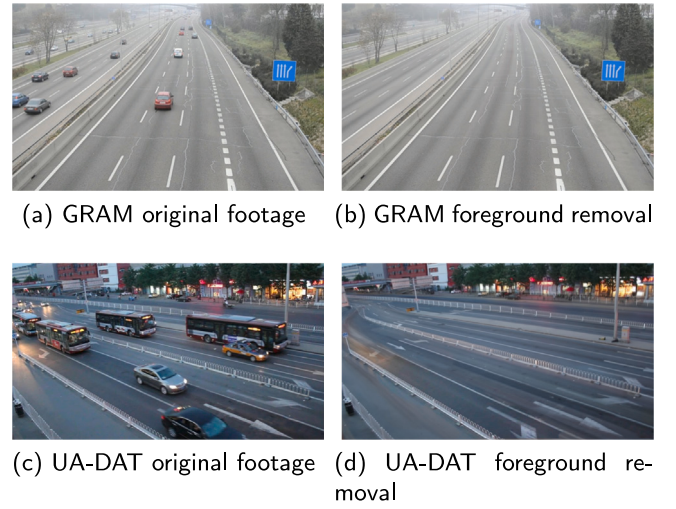 (a) GRAM original footage
(b) GRAM foreground removal
(c) UA-DAT original footage
(d) UA-DAT foreground re-
moval